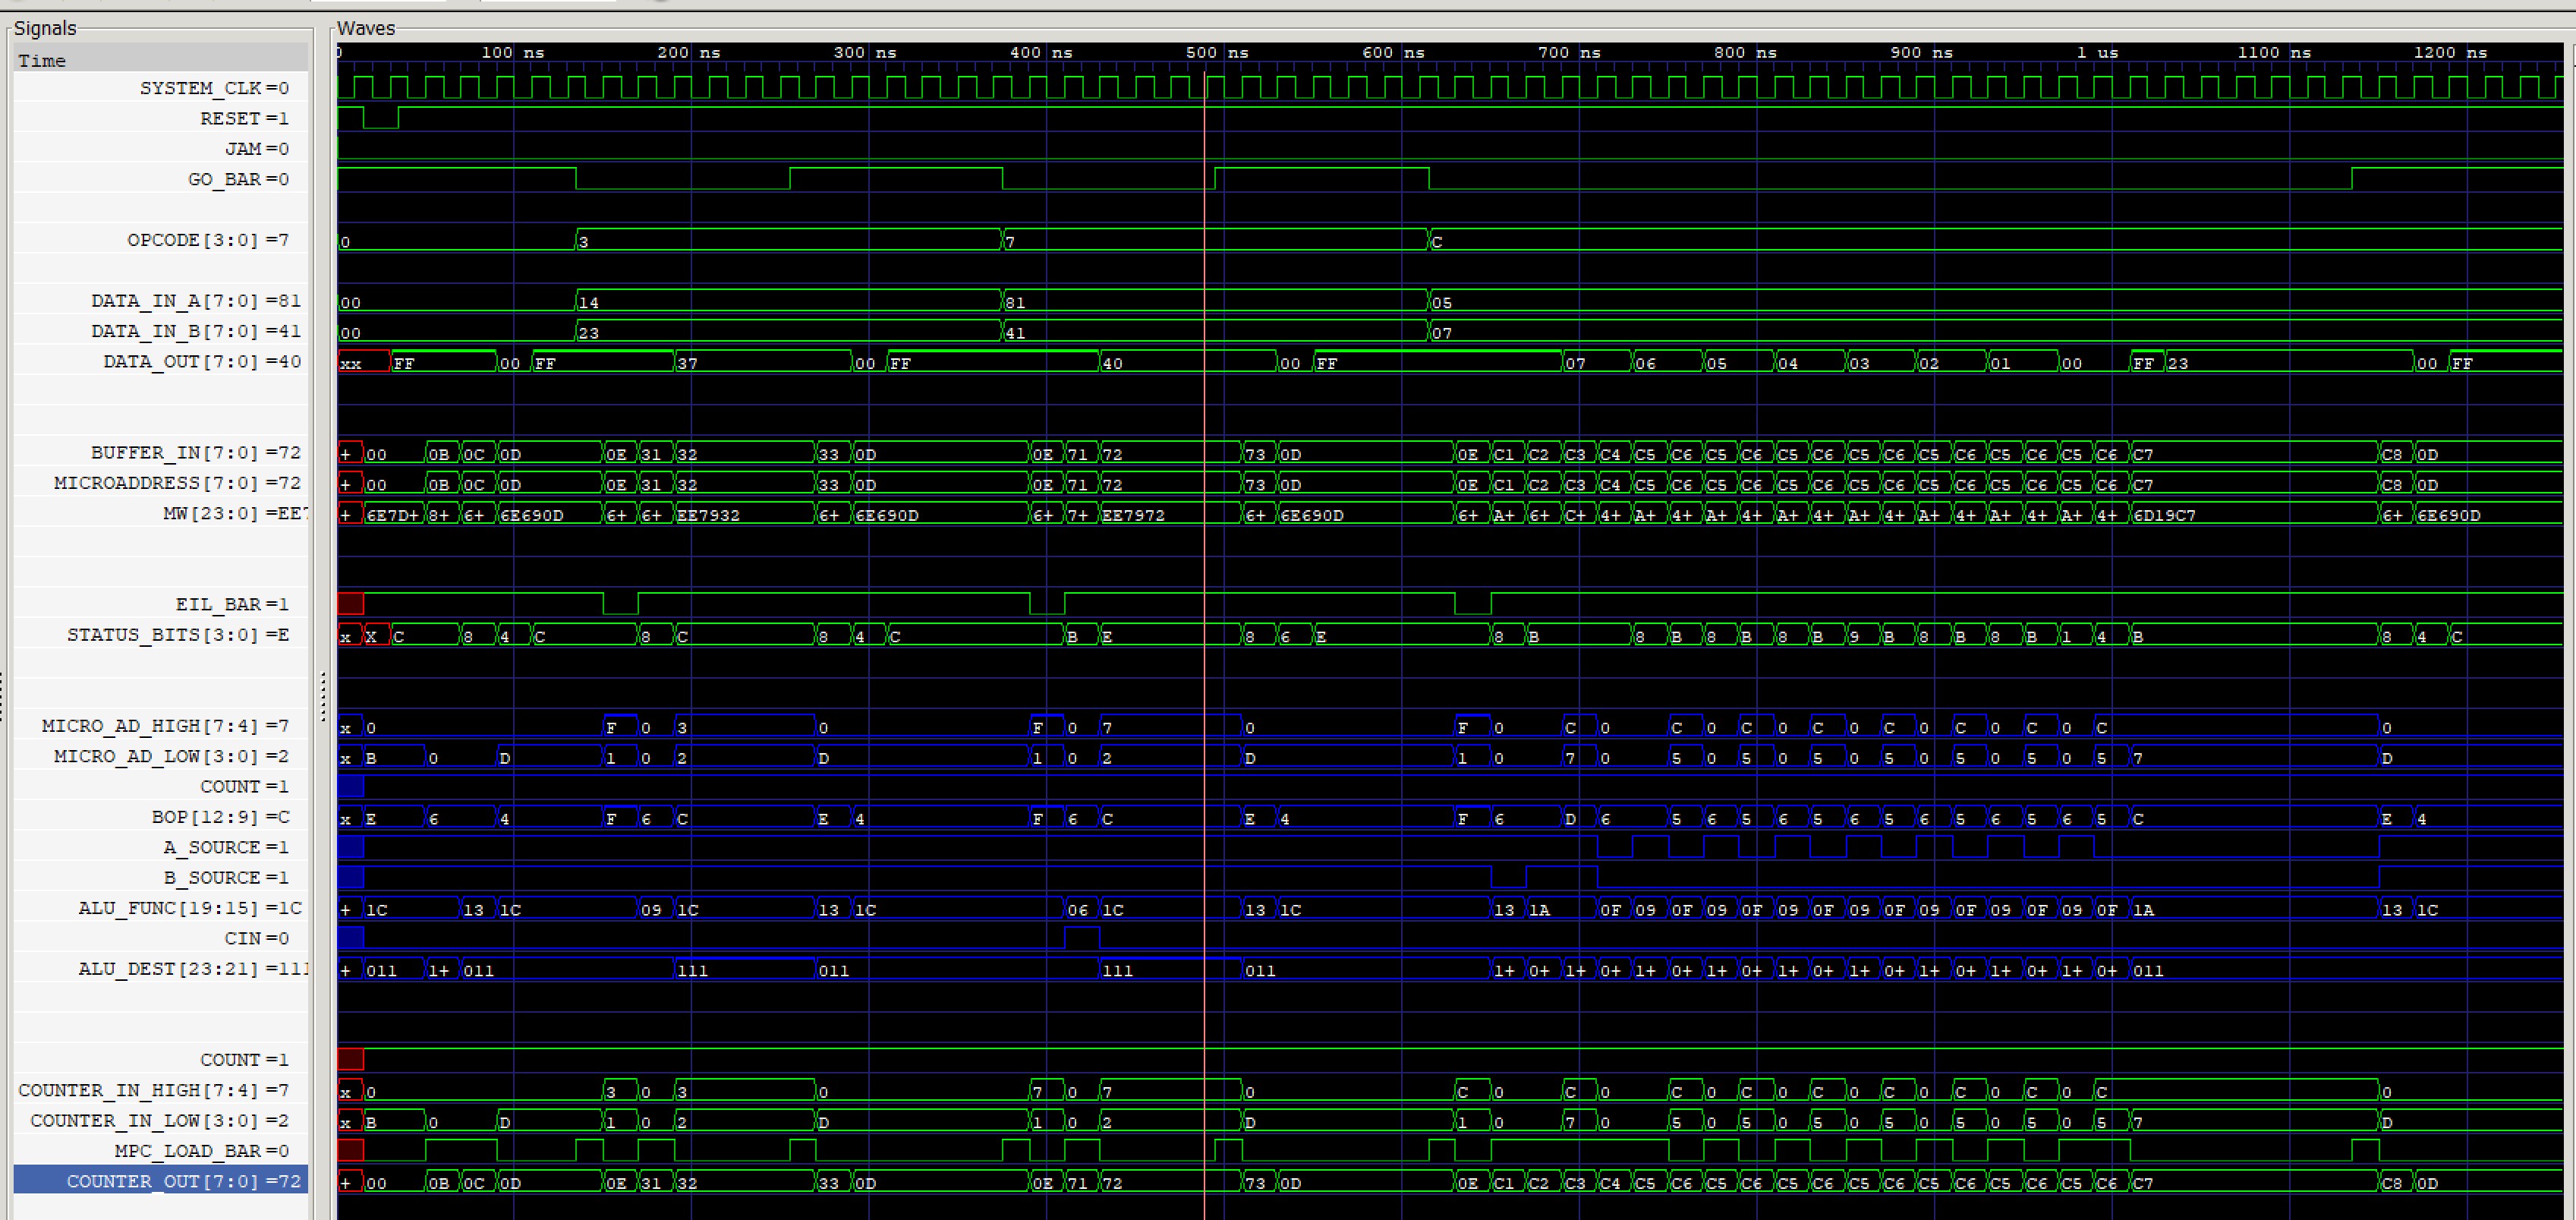 Signals Waves
Time 0 100 ns 200 ns 300 ns 400 ns 500 ns 600 ns 700 ns 800 ns 900 ns 1 us 1100 ns 1200 ns
SYSTEM_CLK =0
RESET =1
JAM =0
GO_BAR =0
OPCODE[3:0] =7 0 3 7 C
DATA_IN_A[7:0] =81 00 14 81 05
DATA_IN_B[7:0] =41 00 23 41 07
DATA_OUT[7:0] =40 xx FF 00 FF 37 00 FF 40 00 FF 07 06 05 04 03 02 01 00 FF 23 00 FF
BUFFER_IN[7:0] =72 + 00 0B 0C 0D 0E 31 32 33 0D 0E 71 72 73 0D 0E C1 C2 C3 C4 C5 C6 C5 C6 C5 C6 C5 C6 C5 C6 C5 C6 C5 C6 C7 C8 0D
MICROADDRESS[7:0] =72 + 00 0B 0C 0D 0E 31 32 33 0D 0E 71 72 73 0D 0E C1 C2 C3 C4 C5 C6 C5 C6 C5 C6 C5 C6 C5 C6 C5 C6 C5 C6 C7 C8 0D
MW[23:0] =EE7 + 6E7D+ 8+ 6+ 6E690D 6+ 6+ EE7932 6+ 6E690D 6+ 7+ EE7972 6+ 6E690D 6+ A+ 6+ C+ 4+ A+ 4+ A+ 4+ A+ 4+ A+ 4+ A+ 4+ A+ 4+ A+ 4+ 6D19C7 6+ 6E690D
EIL_BAR =1
STATUS_BITS[3:0] =E x X C 8 4 C 8 C 8 4 C B E 8 6 E 8 B 8 B 8 B 8 B 9 B 8 B 8 B 1 4 B 8 4 C
MICRO_AD_HIGH[7:4] =7 x 0 F 0 3 0 F 0 7 0 F 0 C 0 C 0 C 0 C 0 C 0 C 0 C 0 C 0
MICRO_AD_LOW[3:0] =2 x B 0 D 1 0 2 D 1 0 2 D 1 0 7 0 5 0 5 0 5 0 5 0 5 0 5 0 5 7 D
COUNT =1
BOP[12:9] =C x E 6 4 F 6 C E 4 F 6 C E 4 F 6 D 6 5 6 5 6 5 6 5 6 5 6 5 6 5 C E 4
A_SOURCE =1
B_SOURCE =1
ALU_FUNC[19:15] =1C + 1C 13 1C 09 1C 13 1C 06 1C 13 1C 13 1A 0F 09 0F 09 0F 09 0F 09 0F 09 0F 09 0F 09 0F 1A 13 1C
CIN =0
ALU_DEST[23:21] =111 + 011 1+ 011 111 011 111 011 1+ 0+ 1+ 0+ 1+ 0+ 1+ 0+ 1+ 0+ 1+ 0+ 1+ 0+ 1+ 0+ 1+ 0+ 011
COUNT =1
COUNTER_IN_HIGH[7:4] =7 x 0 3 0 3 0 7 0 7 0 C 0 C 0 C 0 C 0 C 0 C 0 C 0 C 0 C 0
COUNTER_IN_LOW[3:0] =2 x B 0 D 1 0 2 D 1 0 2 D 1 0 7 0 5 0 5 0 5 0 5 0 5 0 5 0 5 7 D
MPC_LOAD_BAR =0
COUNTER_OUT[7:0] =72 + 00 0B 0C 0D 0E 31 32 33 0D 0E 71 72 73 0D 0E C1 C2 C3 C4 C5 C6 C5 C6 C5 C6 C5 C6 C5 C6 C5 C6 C5 C6 C7 C8 0D